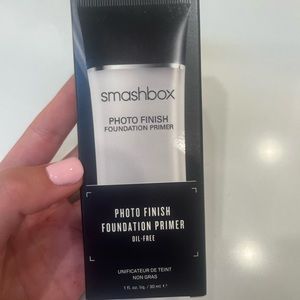 smashbox
PHOTO FINISH
FOUNDATION PRIMER
PHOTO FINISH
FOUNDATION PRIMER
OIL-FREE
UNIFICATEUR DE TEINT
NON GRAS
1 fl. oz. liq. / 30 ml ℮